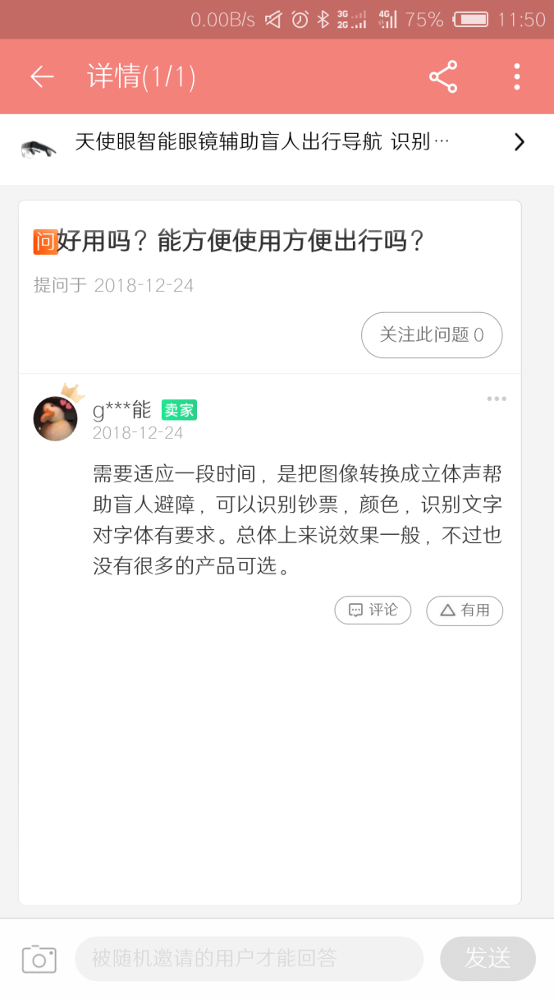 0.00B/s 3G 2G 4G 75% 11:50
详情(1/1)
天使眼智能眼镜辅助盲人出行导航 识别…
问好用吗？能方便使用方便出行吗？
提问于 2018-12-24
关注此问题 0
g***能 卖家
2018-12-24
需要适应一段时间，是把图像转换成立体声帮
助盲人避障，可以识别钞票，颜色，识别文字
对字体有要求。总体上来说效果一般，不过也
没有很多的产品可选。
评论 有用
被随机邀请的用户才能回答 发送